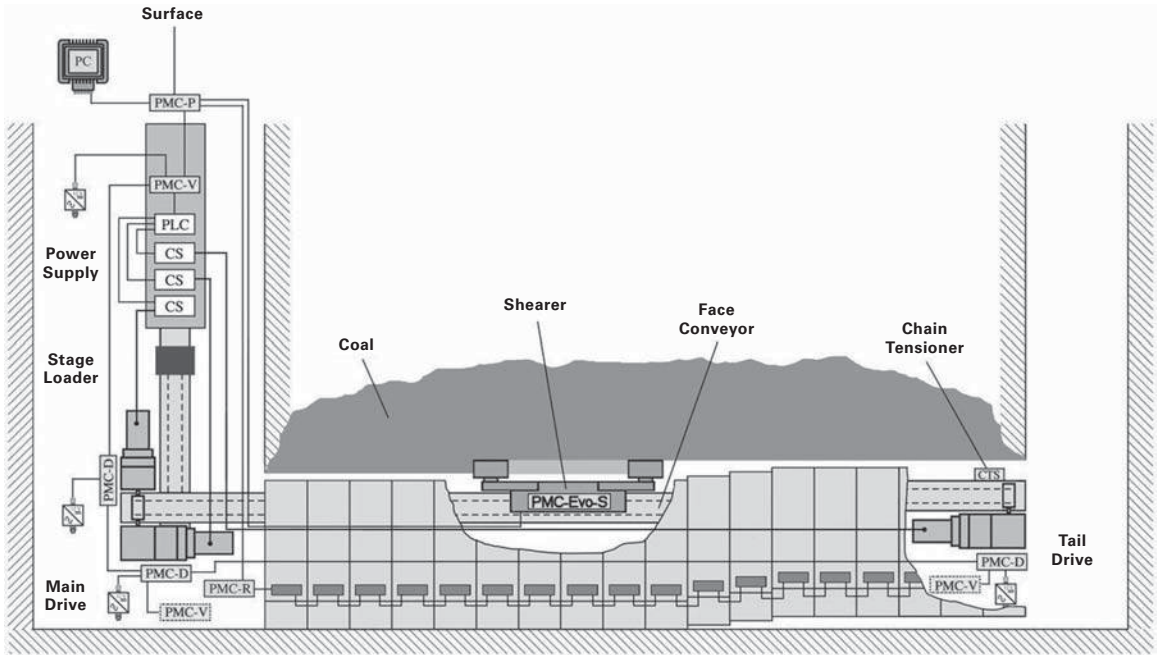 Surface
PC
PMC-P
PMC-V
PLC
CS
CS
CS
Power
Supply
Stage
Loader
Coal
Shearer
Face
Conveyor
Chain
Tensioner
PMC-D
PMC-Evo-S
CTS
Main
Drive
PMC-D
PMC-R
PMC-V
PMC-D
PMC-V
Tail
Drive